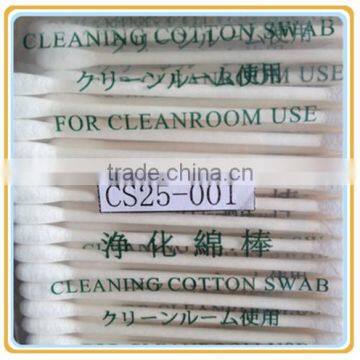 CLEANING COTTON SWAB
クリーンルーム使用
FOR CLEANROOM USE
trade.china.cn
CS25-001
浄化綿棒
CLEANING COTTON SWAB
クリーンルーム使用